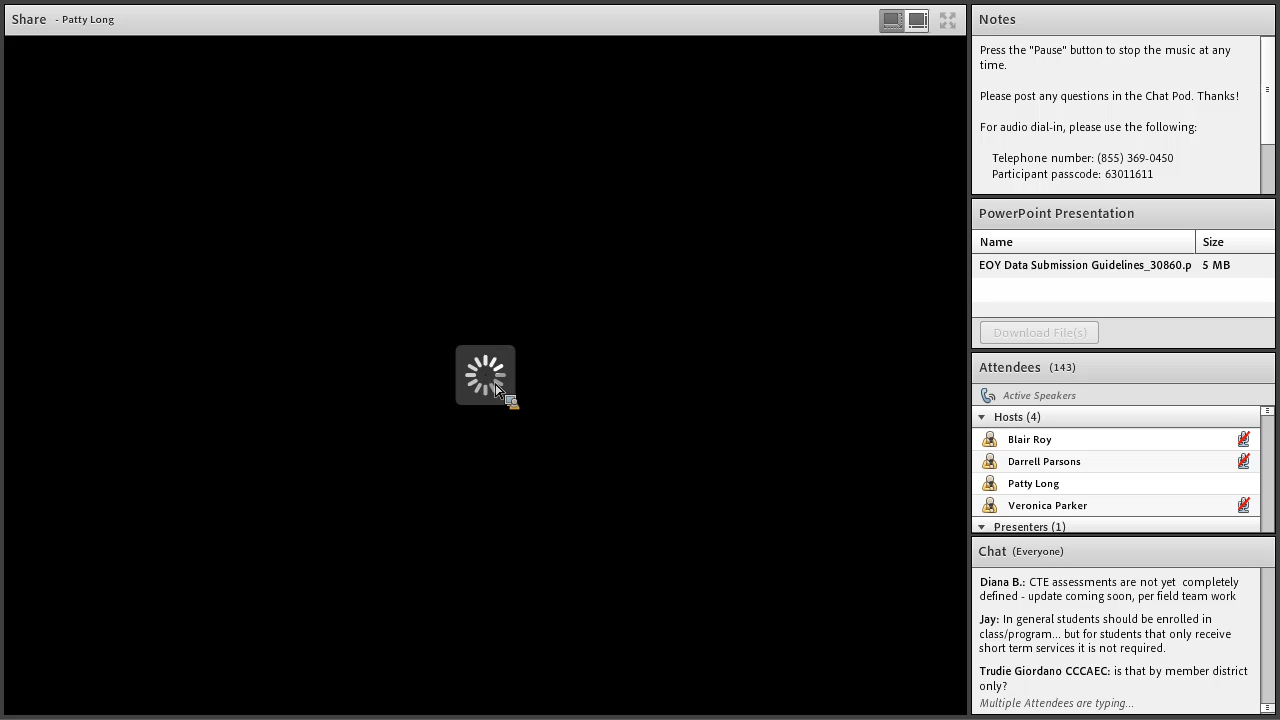 Share - Patty Long
Notes
Press the "Pause" button to stop the music at any
time.
Please post any questions in the Chat Pod. Thanks!
For audio dial-in, please use the following:
Telephone number: (855) 369-0450
Participant passcode: 63011611
PowerPoint Presentation
Name Size
EOY Data Submission Guidelines_30860.p 5 MB
Download File(s)
Attendees (143)
Active Speakers
Hosts (4)
Blair Roy
Darrell Parsons
Patty Long
Veronica Parker
Presenters (1)
Chat (Everyone)
Diana B.: CTE assessments are not yet completely
defined - update coming soon, per field team work
Jay: In general students should be enrolled in
class/program... but for students that only receive
short term services it is not required.
Trudie Giordano CCCAEC: is that by member district
only?
Multiple Attendees are typing...